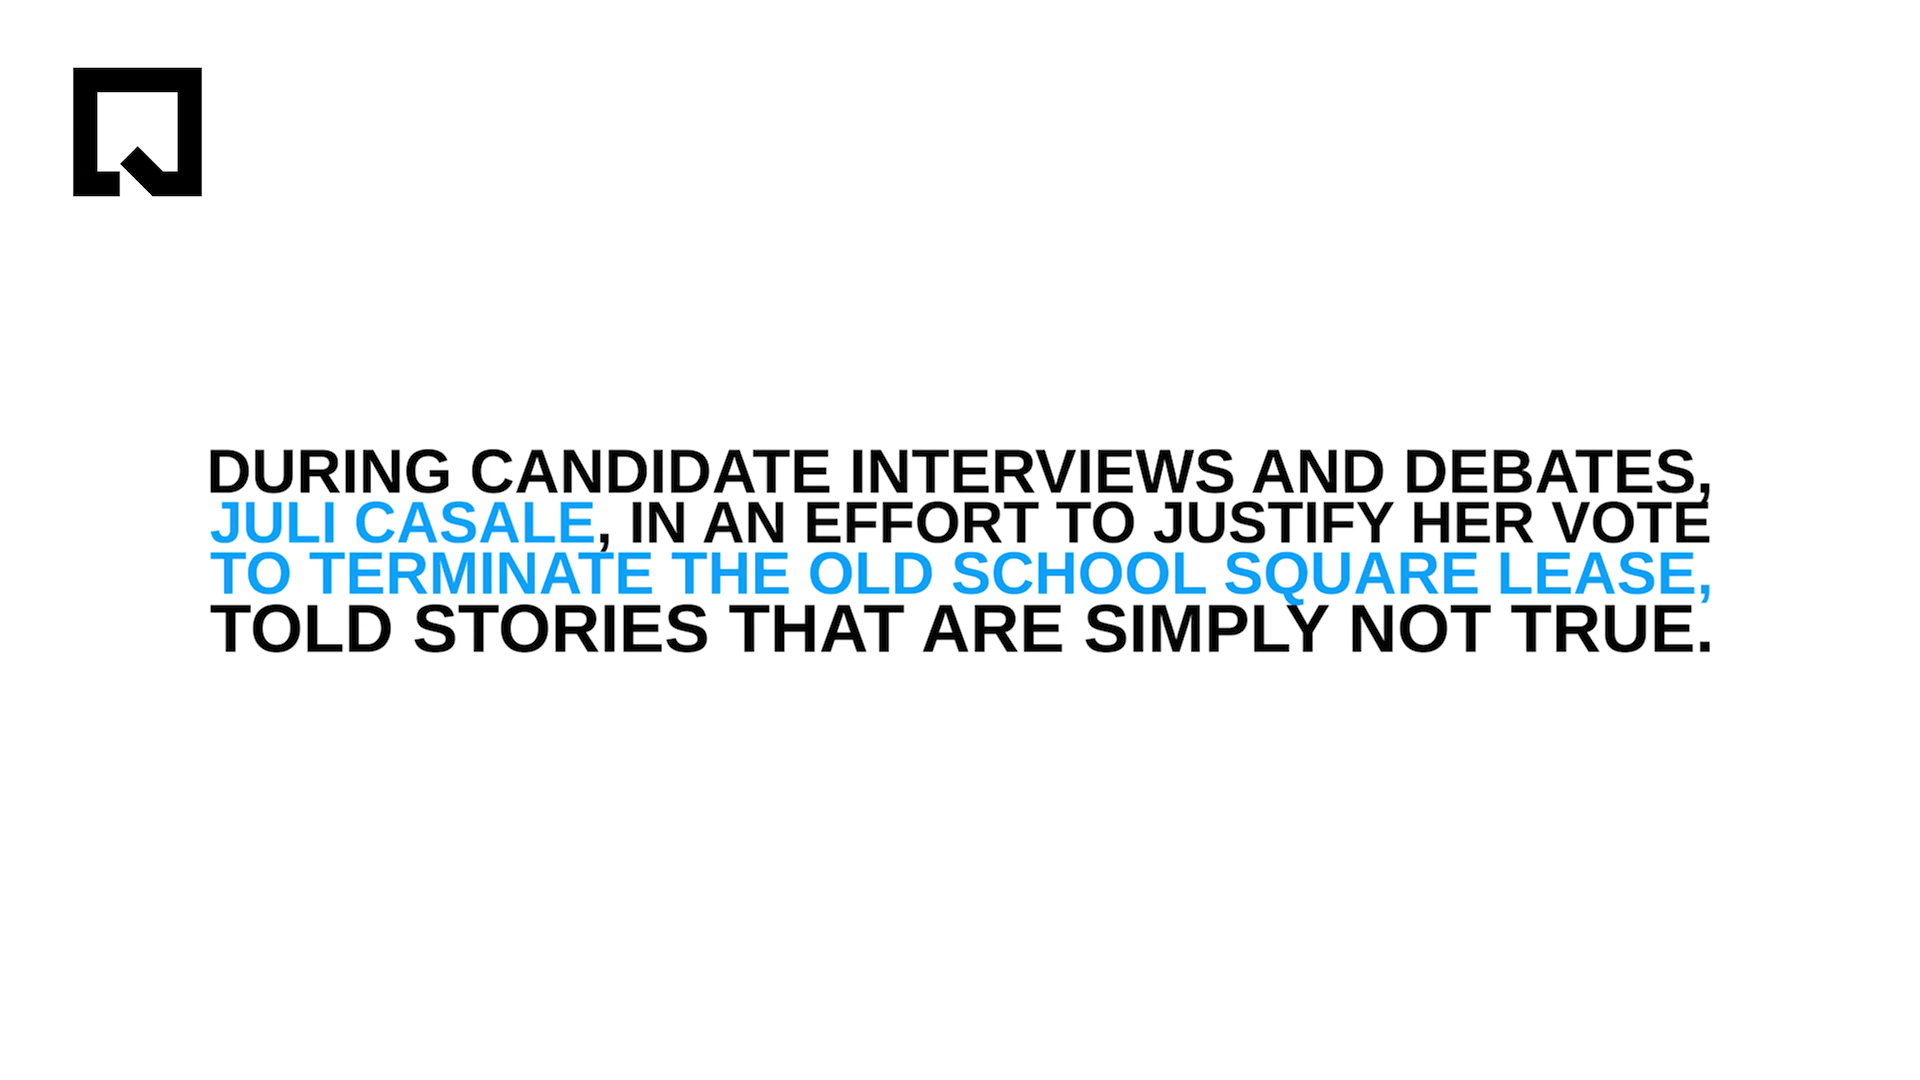 DURING CANDIDATE INTERVIEWS AND DEBATES,
JULI CASALE, IN AN EFFORT TO JUSTIFY HER VOTE
TO TERMINATE THE OLD SCHOOL SQUARE LEASE,
TOLD STORIES THAT ARE SIMPLY NOT TRUE.